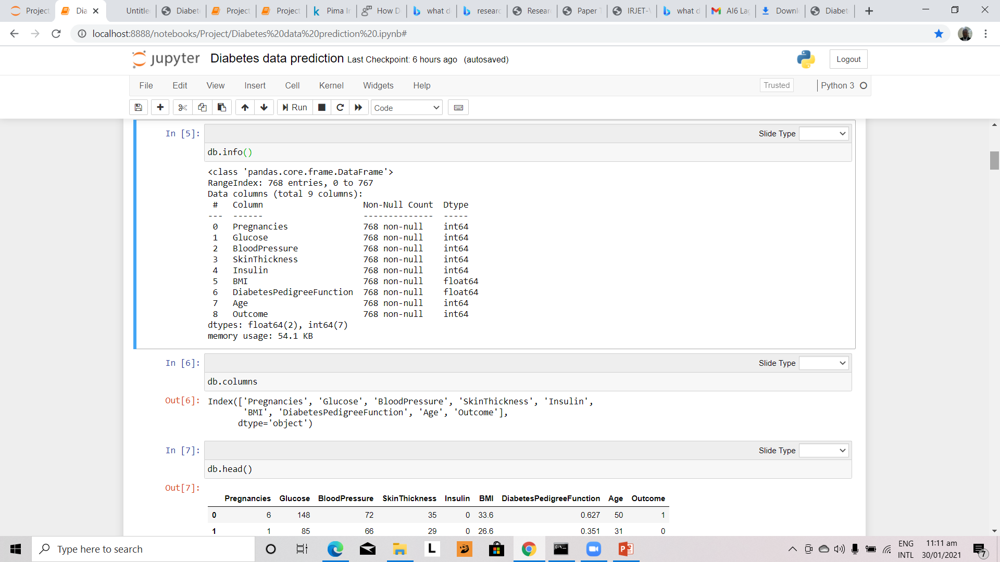 Project
Dia
Untitle
Diabet
Project
Project
Pima In
How D
what d
researc
Resear
Paper T
IRJET-V
what d
AI6 Lag
Downl
Diabet
localhost:8888/notebooks/Project/Diabetes%20data%20prediction%20.ipynb#
jupyter Diabetes data prediction Last Checkpoint: 6 hours ago (autosaved) Logout
File Edit View Insert Cell Kernel Widgets Help Trusted Python 3
Run Code
In [5]: Slide Type
db.info()
<class 'pandas.core.frame.DataFrame'>
RangeIndex: 768 entries, 0 to 767
Data columns (total 9 columns):
 #   Column                    Non-Null Count  Dtype
---  ------                    --------------  -----
 0   Pregnancies               768 non-null    int64
 1   Glucose                   768 non-null    int64
 2   BloodPressure             768 non-null    int64
 3   SkinThickness             768 non-null    int64
 4   Insulin                   768 non-null    int64
 5   BMI                       768 non-null    float64
 6   DiabetesPedigreeFunction  768 non-null    float64
 7   Age                       768 non-null    int64
 8   Outcome                   768 non-null    int64
dtypes: float64(2), int64(7)
memory usage: 54.1 KB
In [6]: Slide Type
db.columns
Out[6]: Index(['Pregnancies', 'Glucose', 'BloodPressure', 'SkinThickness', 'Insulin',
'BMI', 'DiabetesPedigreeFunction', 'Age', 'Outcome'],
dtype='object')
In [7]: Slide Type
db.head()
Out[7]:
Pregnancies Glucose BloodPressure SkinThickness Insulin BMI DiabetesPedigreeFunction Age Outcome
0 6 148 72 35 0 33.6 0.627 50 1
1 1 85 66 29 0 26.6 0.351 31 0
Type here to search
ENG 11:11 am
INTL 30/01/2021 7